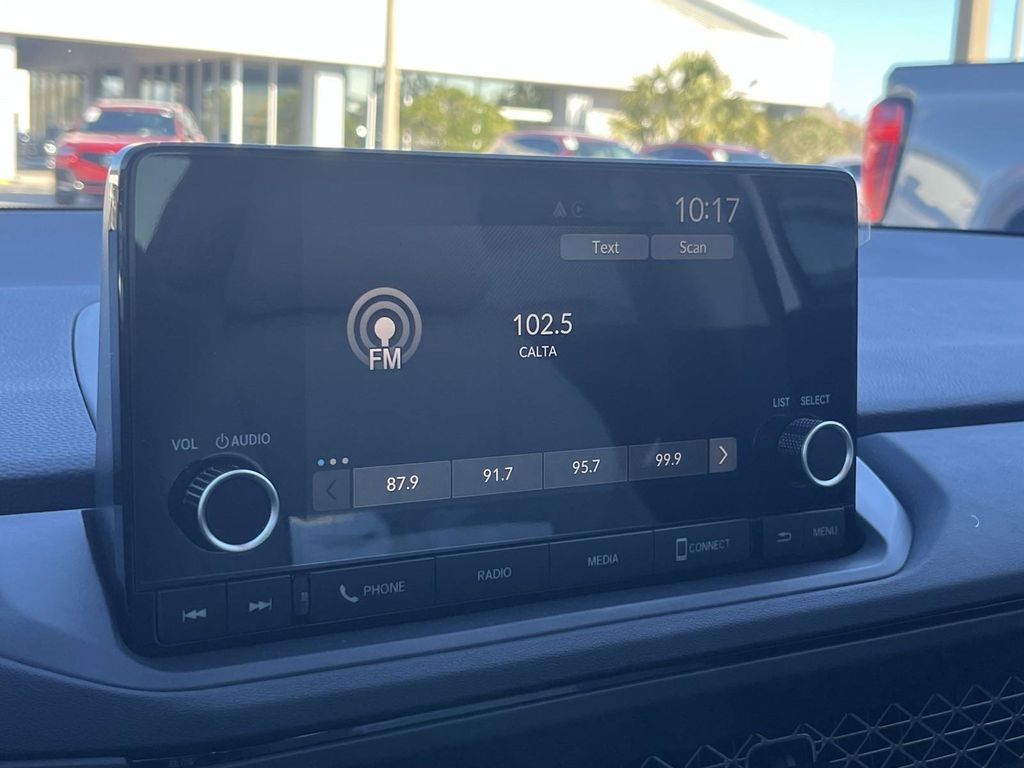 10:17
Text Scan
102.5
FM CALTA
LIST SELECT
VOL AUDIO
87.9 91.7 95.7 99.9
PHONE RADIO MEDIA CONNECT MENU